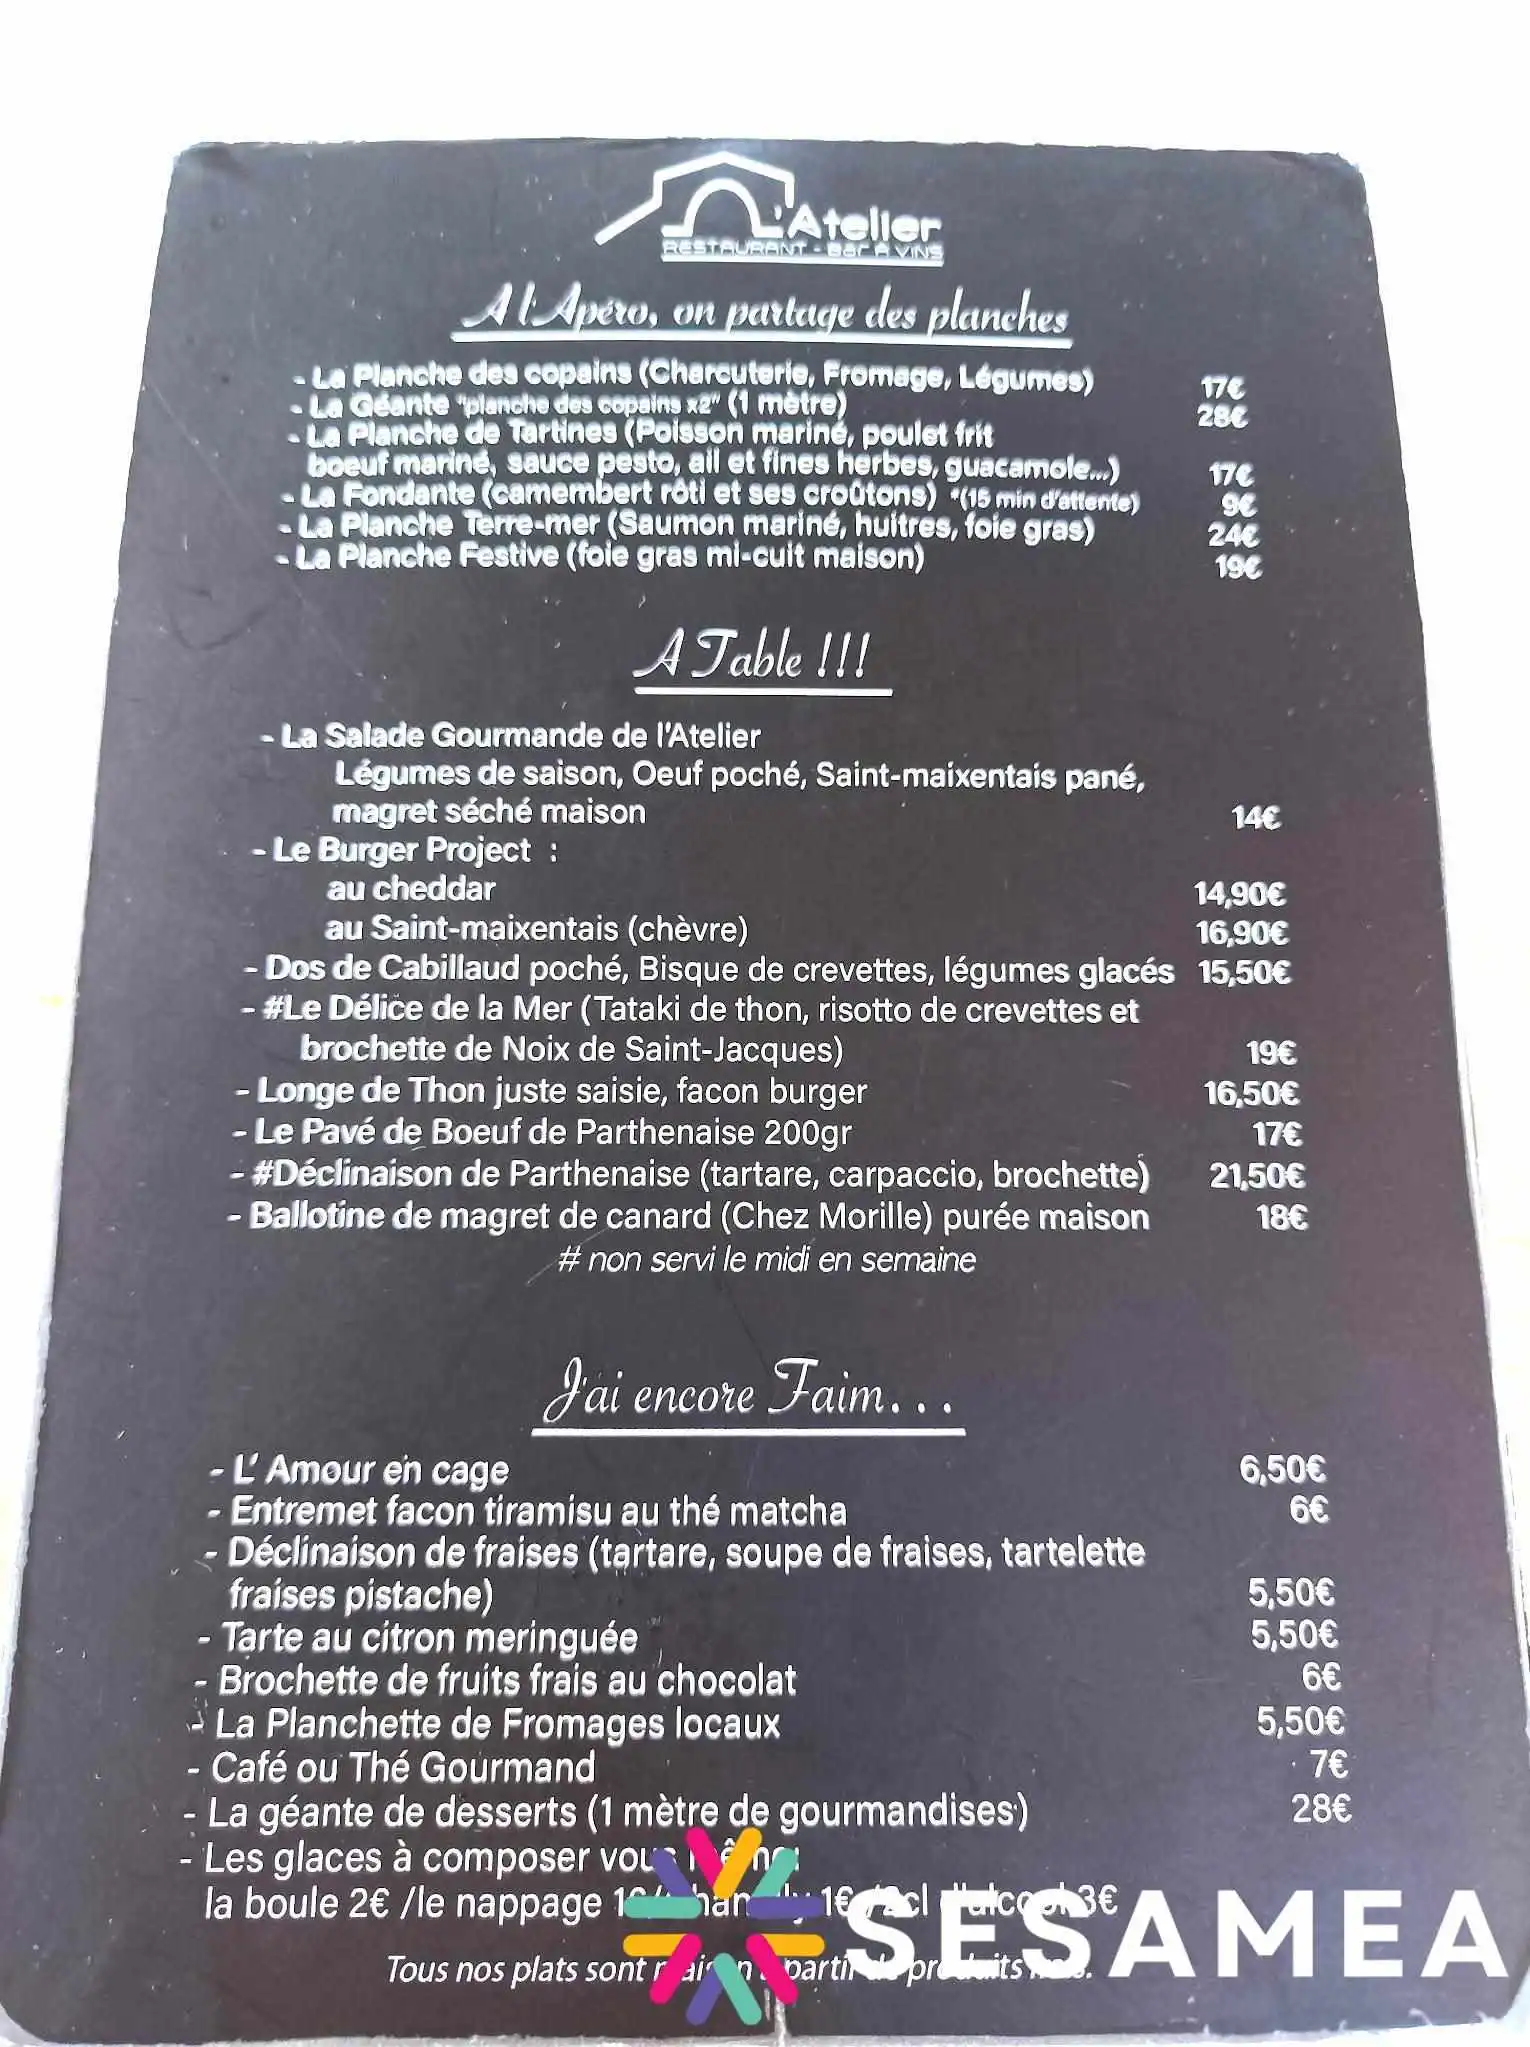 L'Atelier
RESTAURANT - Bar A VINS
A l'Apéro, on partage des planches
- La Planche des copains (Charcuterie, Fromage, Légumes) 17€
- La Géante "planche des copains x2" (1 mètre) 28€
- La Planche de Tartines (Poisson mariné, poulet frit
boeuf mariné, sauce pesto, ail et fines herbes, guacamole...) 17€
- La Fondante (camembert rôti et ses croûtons) *(15 min d'attente) 9€
- La Planche Terre-mer (Saumon mariné, huitres, foie gras) 24€
- La Planche Festive (foie gras mi-cuit maison) 19€
A Table !!!
- La Salade Gourmande de l'Atelier
Légumes de saison, Oeuf poché, Saint-maixentais pané,
magret séché maison 14€
- Le Burger Project :
au cheddar 14,90€
au Saint-maixentais (chèvre) 16,90€
- Dos de Cabillaud poché, Bisque de crevettes, légumes glacés 15,50€
- #Le Délice de la Mer (Tataki de thon, risotto de crevettes et
brochette de Noix de Saint-Jacques) 19€
- Longe de Thon juste saisie, facon burger 16,50€
- Le Pavé de Boeuf de Parthenaise 200gr 17€
- #Déclinaison de Parthenaise (tartare, carpaccio, brochette) 21,50€
- Ballotine de magret de canard (Chez Morille) purée maison 18€
# non servi le midi en semaine
J'ai encore Faim...
- L' Amour en cage 6,50€
- Entremet facon tiramisu au thé matcha 6€
- Déclinaison de fraises (tartare, soupe de fraises, tartelette
fraises pistache) 5,50€
- Tarte au citron meringuée 5,50€
- Brochette de fruits frais au chocolat 6€
- La Planchette de Fromages locaux 5,50€
- Café ou Thé Gourmand 7€
- La géante de desserts (1 mètre de gourmandises) 28€
- Les glaces à composer vous même:
la boule 2€ /le nappage 1€ 1€ d'alcool 3€
Tous nos plats sont maison à partir de produits
SESAMEA